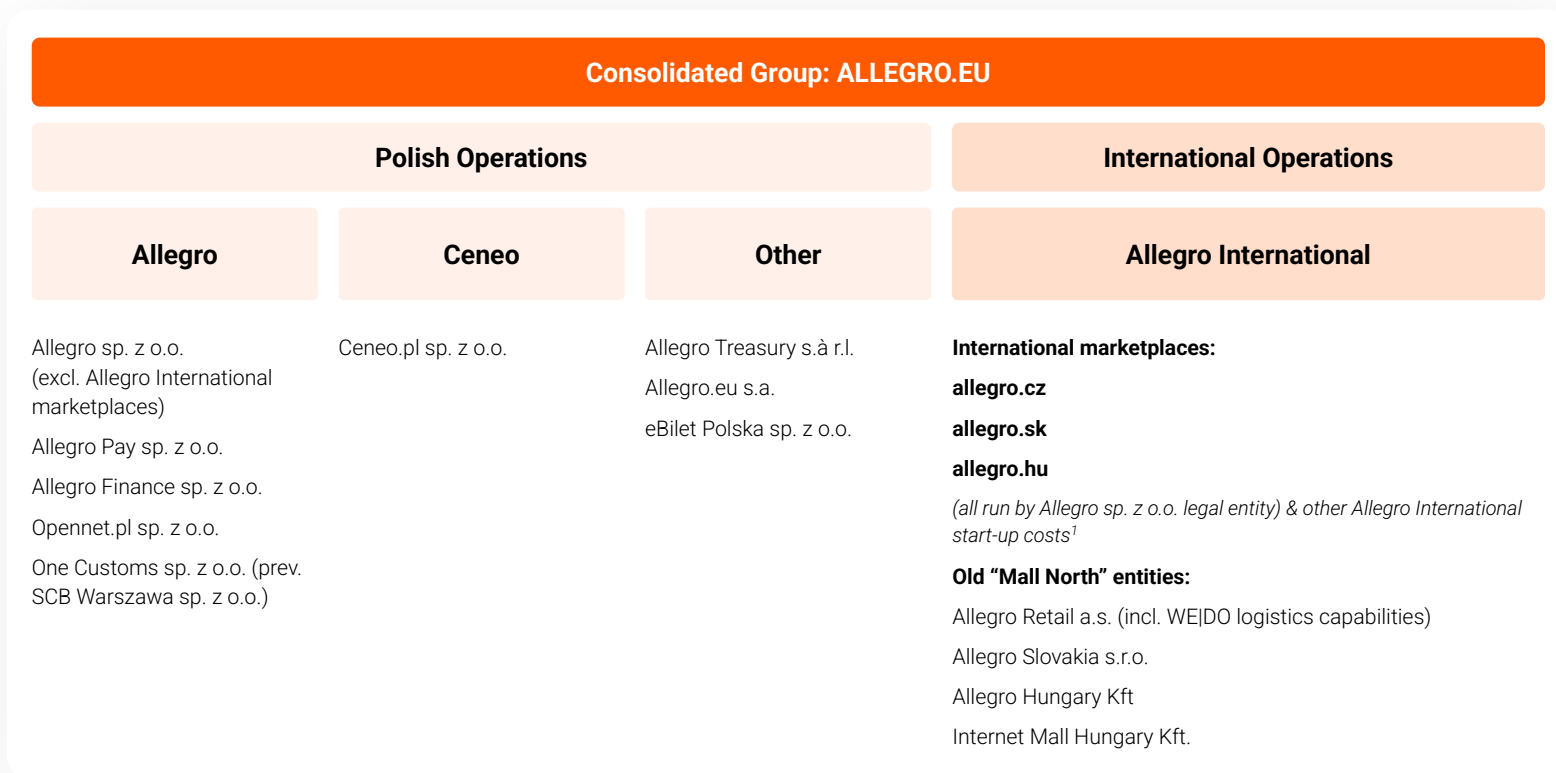 Consolidated Group: ALLEGRO.EU
Polish Operations
International Operations
Allegro
Ceneo
Other
Allegro International
Allegro sp. z o.o.
(excl. Allegro International
marketplaces)
Allegro Pay sp. z o.o.
Allegro Finance sp. z o.o.
Opennet.pl sp. z o.o.
One Customs sp. z o.o. (prev.
SCB Warszawa sp. z o.o.)
Ceneo.pl sp. z o.o.
Allegro Treasury s.à r.l.
Allegro.eu s.a.
eBilet Polska sp. z o.o.
International marketplaces:
allegro.cz
allegro.sk
allegro.hu
(all run by Allegro sp. z o.o. legal entity) & other Allegro International
start-up costs¹
Old “Mall North” entities:
Allegro Retail a.s. (incl. WE|DO logistics capabilities)
Allegro Slovakia s.r.o.
Allegro Hungary Kft
Internet Mall Hungary Kft.